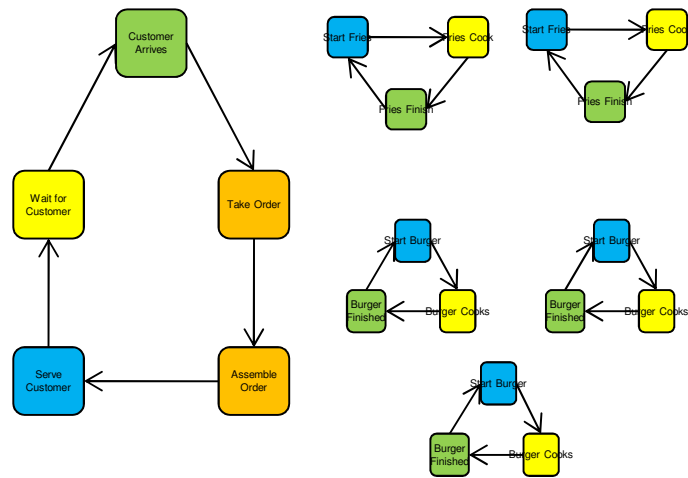 Customer
Arrives
Wait for
Customer
Take Order
Serve
Customer
Assemble
Order
Start Fries
Fries Cook
Fries Finish
Start Fries
Fries Cook
Fries Finish
Start Burger
Burger
Finished
Burger Cooks
Start Burger
Burger
Finished
Burger Cooks
Start Burger
Burger
Finished
Burger Cooks